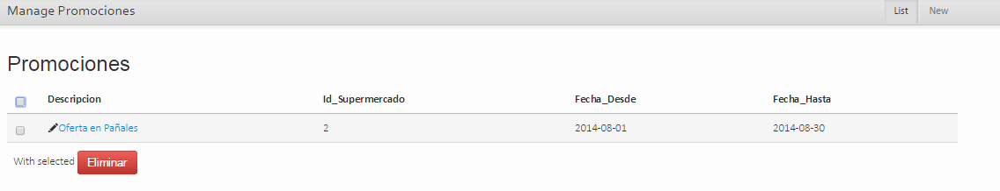 Manage Promociones List New
Promociones
Descripcion Id_Supermercado Fecha_Desde Fecha_Hasta
Oferta en Pañales 2 2014-08-01 2014-08-30
With selected Eliminar